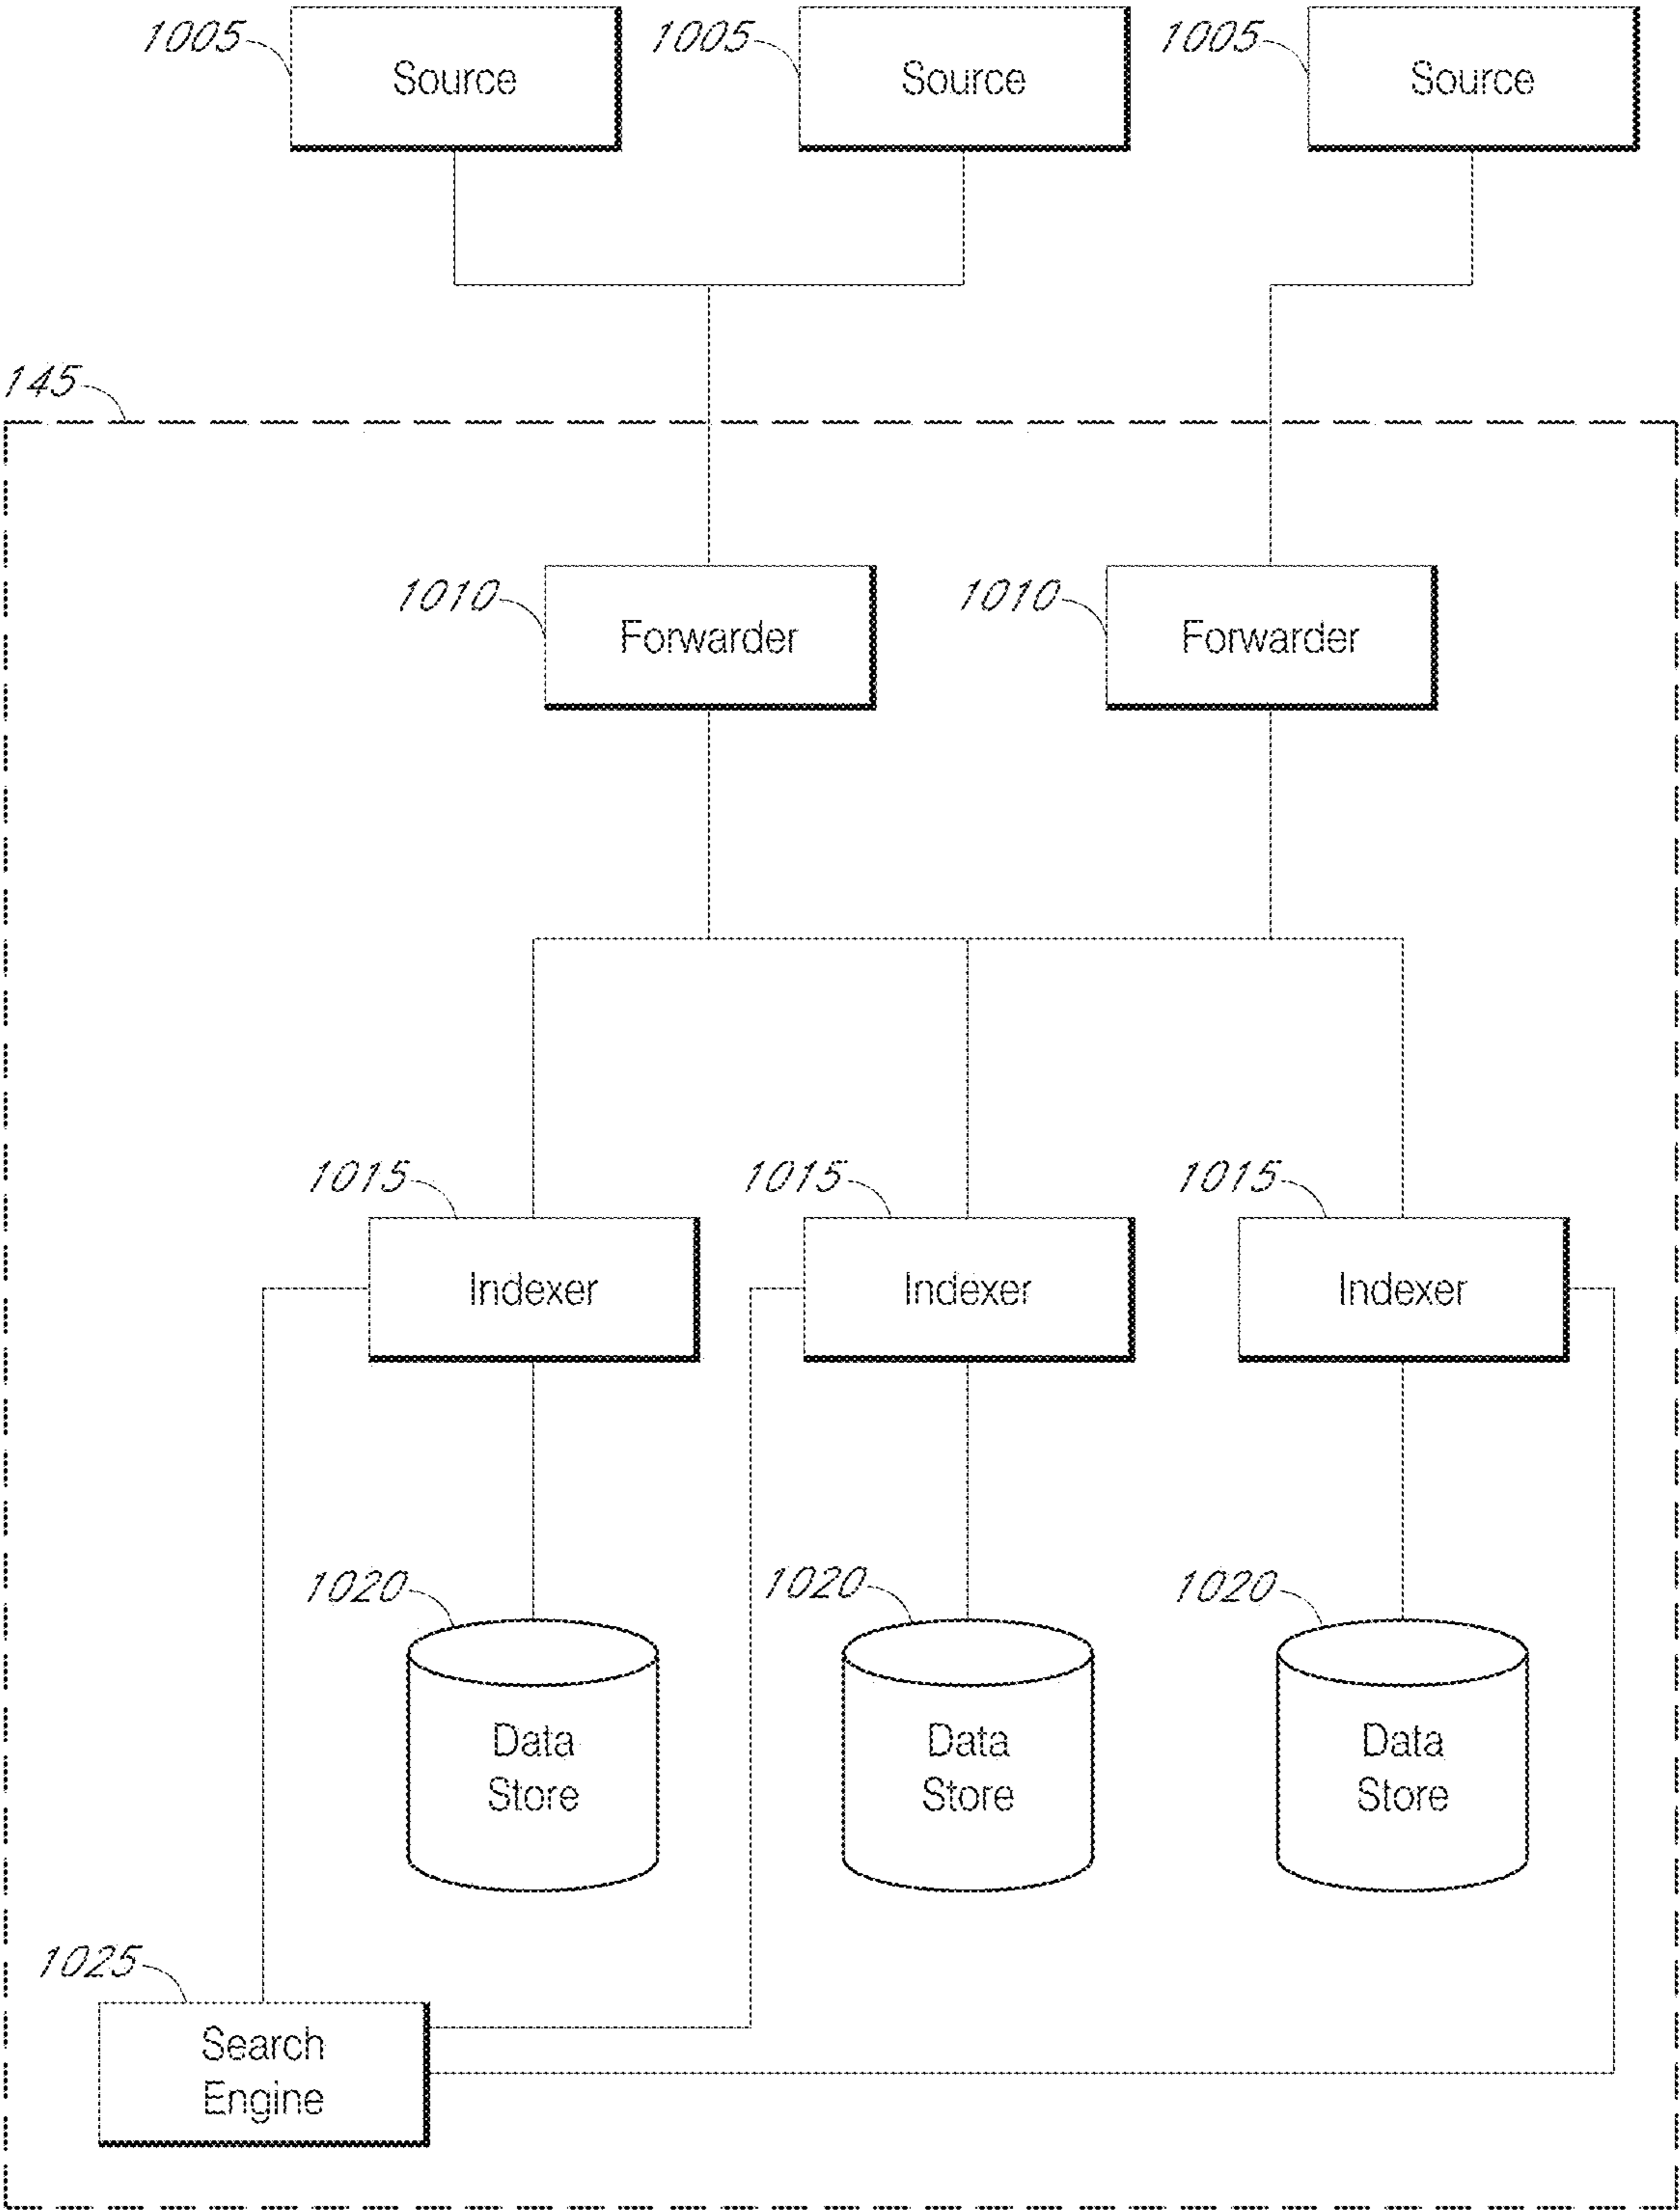 1005
Source
1005
Source
1005
Source
145
1010
Forwarder
1010
Forwarder
1015
Indexer
1015
Indexer
1015
Indexer
1020
Data
Store
1020
Data
Store
1020
Data
Store
1025
Search
Engine